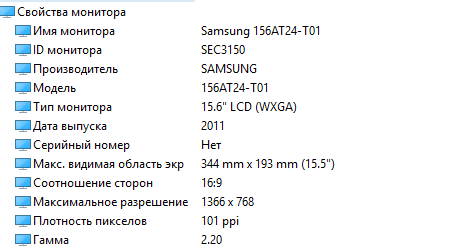 Свойства монитора
Имя монитора Samsung 156AT24-T01
ID монитора SEC3150
Производитель SAMSUNG
Модель 156AT24-T01
Тип монитора 15.6" LCD (WXGA)
Дата выпуска 2011
Серийный номер Нет
Макс. видимая область экр 344 mm x 193 mm (15.5")
Соотношение сторон 16:9
Максимальное разрешение 1366 x 768
Плотность пикселов 101 ppi
Гамма 2.20